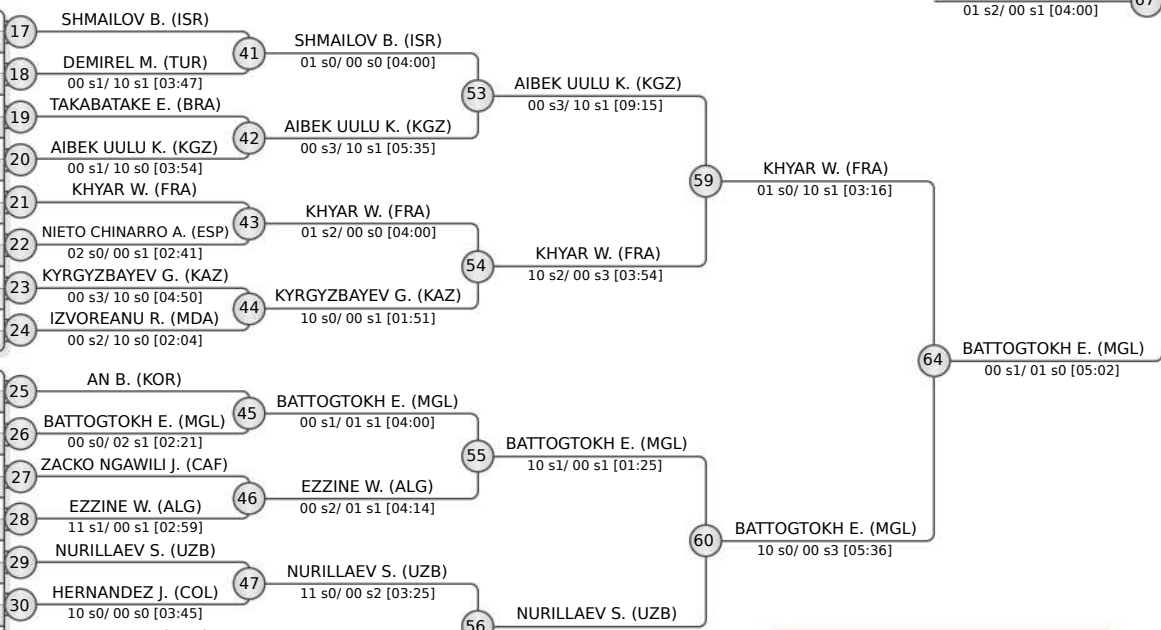 67
01 s2/ 00 s1 [04:00]
17
SHMAILOV B. (ISR)
18
DEMIREL M. (TUR)
00 s1/ 10 s1 [03:47]
19
TAKABATAKE E. (BRA)
20
AIBEK UULU K. (KGZ)
00 s1/ 10 s0 [03:54]
21
KHYAR W. (FRA)
22
NIETO CHINARRO A. (ESP)
02 s0/ 00 s1 [02:41]
23
KYRGYZBAYEV G. (KAZ)
00 s3/ 10 s0 [04:50]
24
IZVOREANU R. (MDA)
00 s2/ 10 s0 [02:04]
25
AN B. (KOR)
26
BATTOGTOKH E. (MGL)
00 s0/ 02 s1 [02:21]
27
ZACKO NGAWILI J. (CAF)
28
EZZINE W. (ALG)
11 s1/ 00 s1 [02:59]
29
NURILLAEV S. (UZB)
30
HERNANDEZ J. (COL)
10 s0/ 00 s0 [03:45]
41
SHMAILOV B. (ISR)
01 s0/ 00 s0 [04:00]
42
AIBEK UULU K. (KGZ)
00 s3/ 10 s1 [05:35]
43
KHYAR W. (FRA)
01 s2/ 00 s0 [04:00]
44
KYRGYZBAYEV G. (KAZ)
10 s0/ 00 s1 [01:51]
45
BATTOGTOKH E. (MGL)
00 s1/ 01 s1 [04:00]
46
EZZINE W. (ALG)
00 s2/ 01 s1 [04:14]
47
NURILLAEV S. (UZB)
11 s0/ 00 s2 [03:25]
53
AIBEK UULU K. (KGZ)
00 s3/ 10 s1 [09:15]
54
KHYAR W. (FRA)
10 s2/ 00 s3 [03:54]
55
BATTOGTOKH E. (MGL)
10 s1/ 00 s1 [01:25]
56
NURILLAEV S. (UZB)
59
KHYAR W. (FRA)
01 s0/ 10 s1 [03:16]
60
BATTOGTOKH E. (MGL)
10 s0/ 00 s3 [05:36]
64
BATTOGTOKH E. (MGL)
00 s1/ 01 s0 [05:02]